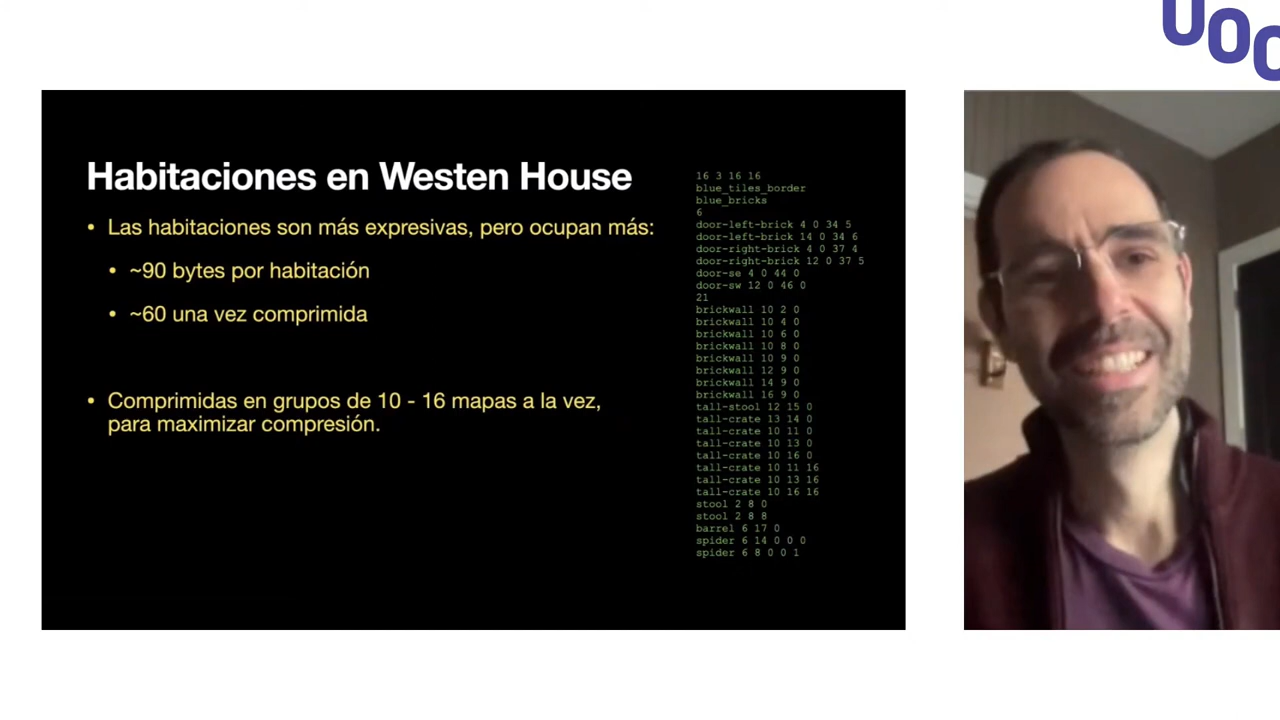 UOC
Habitaciones en Westen House
• Las habitaciones son más expresivas, pero ocupan más:
• ~90 bytes por habitación
• ~60 una vez comprimida
• Comprimidas en grupos de 10 - 16 mapas a la vez,
para maximizar compresión.
16 3 16 16
blue_tiles_border
blue_bricks
6
door-left-brick 4 0 34 5
door-left-brick 14 0 34 6
door-right-brick 4 0 37 4
door-right-brick 12 0 37 5
door-se 4 0 44 0
door-sw 12 0 46 0
21
brickwall 10 2 0
brickwall 10 4 0
brickwall 10 6 0
brickwall 10 8 0
brickwall 10 9 0
brickwall 12 9 0
brickwall 14 9 0
brickwall 16 9 0
tall-stool 12 15 0
tall-crate 13 14 0
tall-crate 10 11 0
tall-crate 10 13 0
tall-crate 10 16 0
tall-crate 10 11 16
tall-crate 10 13 16
tall-crate 10 16 16
stool 2 8 0
stool 2 8 8
barrel 6 17 0
spider 6 14 0 0 0
spider 6 8 0 0 1